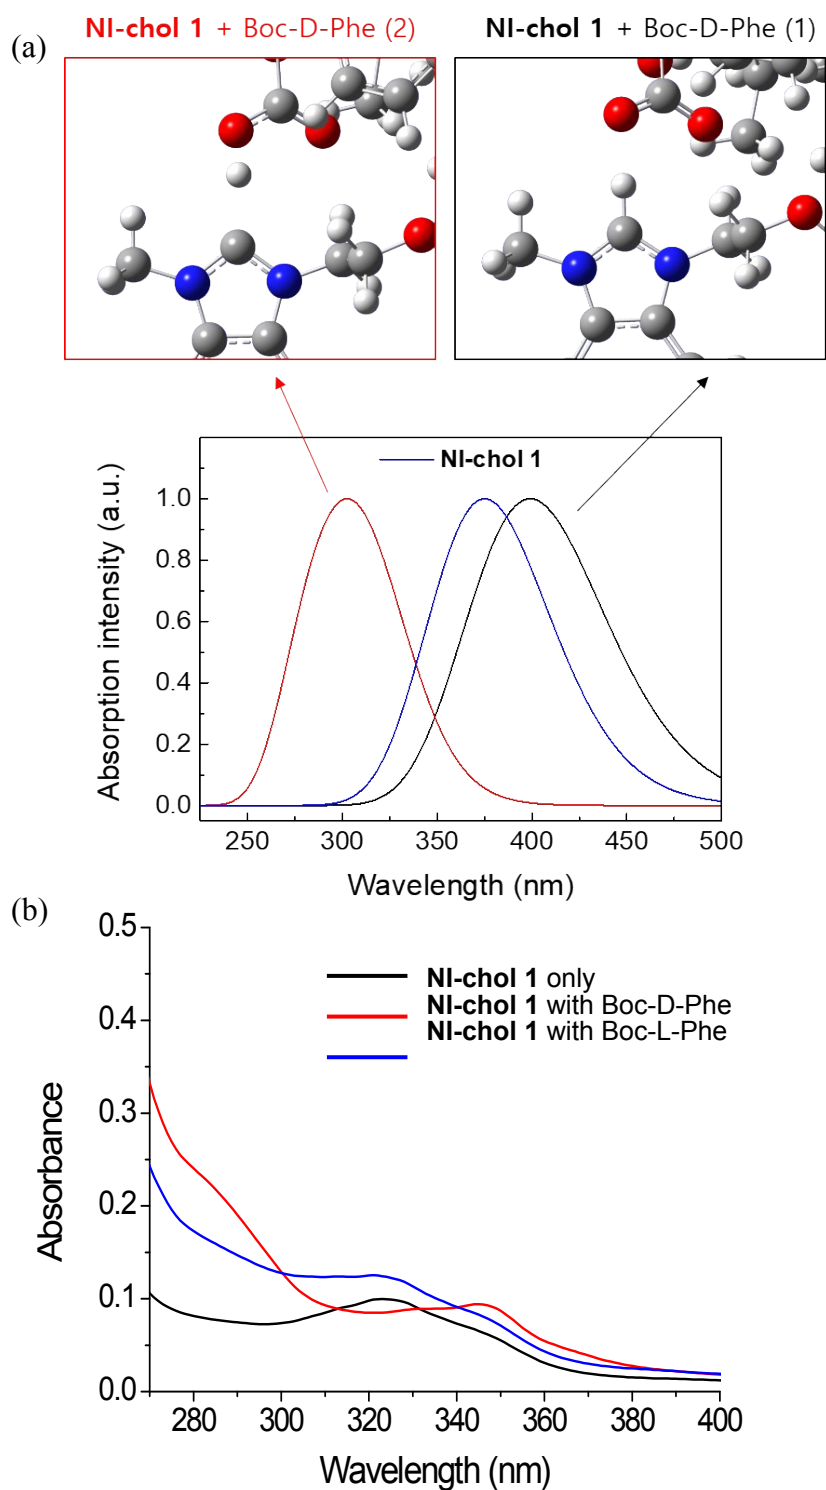 (a)
NI-chol 1 + Boc-D-Phe (2)
NI-chol 1 + Boc-D-Phe (1)
NI-chol 1
Absorption intensity (a.u.)
1.0
0.8
0.6
0.4
0.2
0.0
250 300 350 400 450 500
Wavelength (nm)
(b)
NI-chol 1 only
NI-chol 1 with Boc-D-Phe
NI-chol 1 with Boc-L-Phe
Absorbance
0.5
0.4
0.3
0.2
0.1
0.0
280 300 320 340 360 380 400
Wavelength (nm)